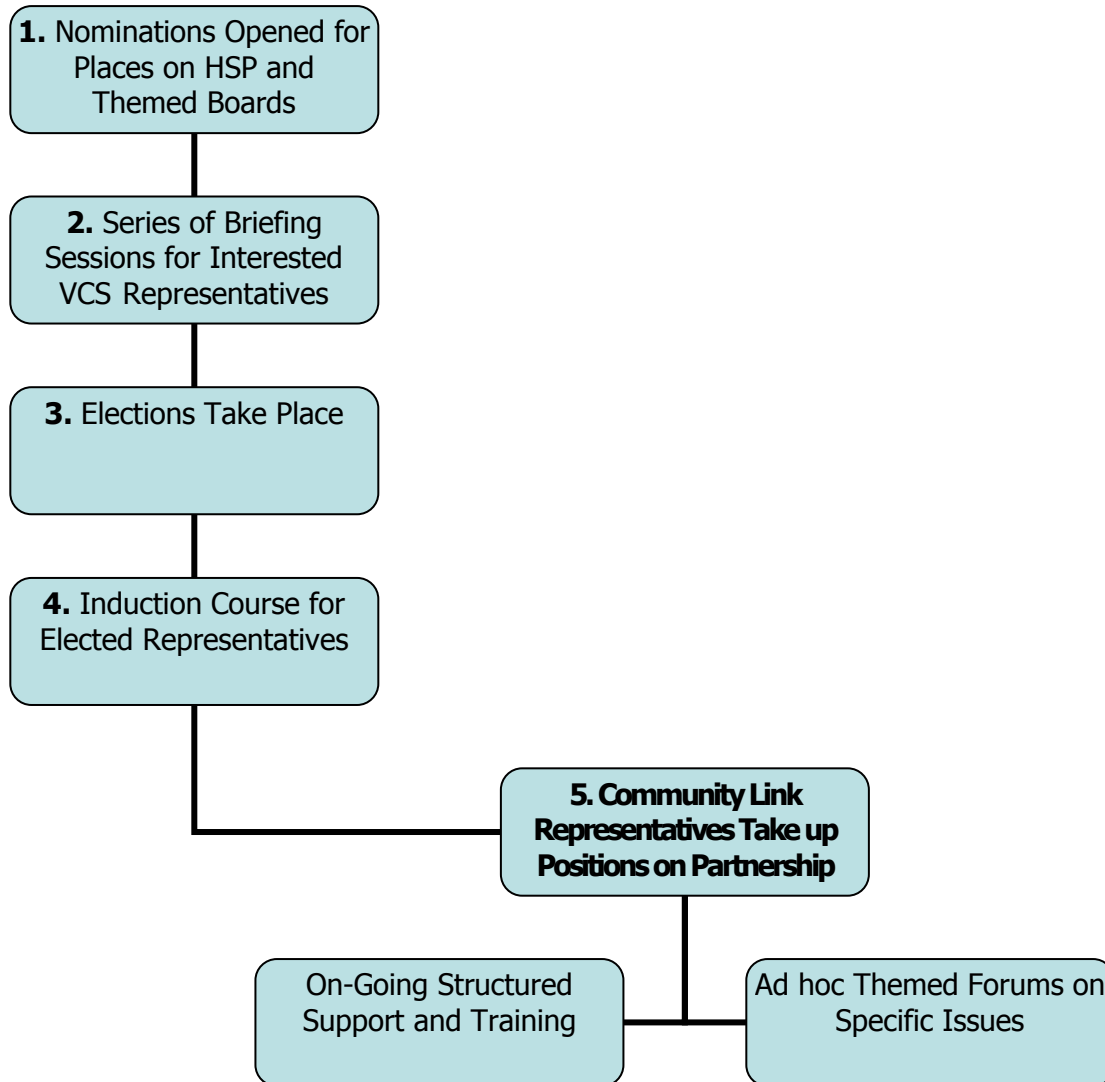 1. Nominations Opened for
Places on HSP and
Themed Boards
2. Series of Briefing
Sessions for Interested
VCS Representatives
3. Elections Take Place
4. Induction Course for
Elected Representatives
5. Community Link
Representatives Take up
Positions on Partnership
On-Going Structured
Support and Training
Ad hoc Themed Forums on
Specific Issues